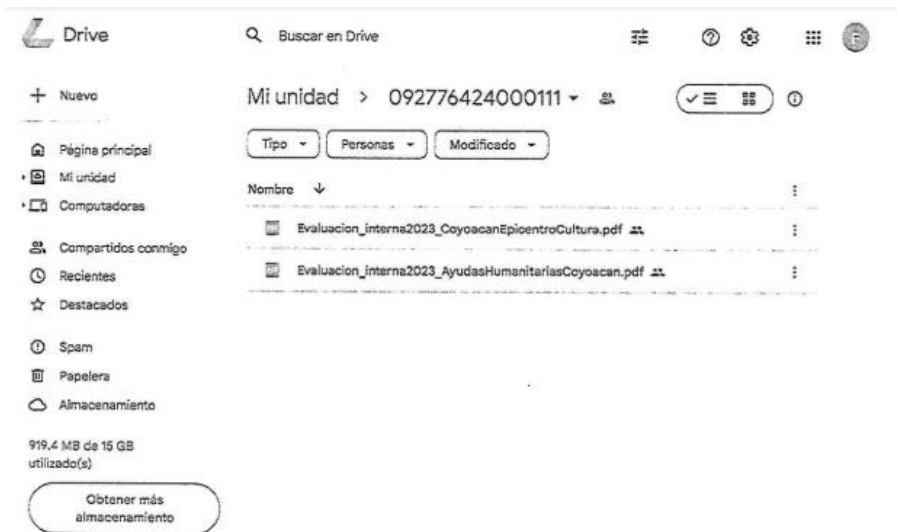 Drive
Buscar en Drive
Nuevo
Página principal
Mi unidad
Computadoras
Compartidos conmigo
Recientes
Destacados
Spam
Papelera
Almacenamiento
919.4 MB de 15 GB
utilizado(s)
Obtener más
almacenamiento
Mi unidad > 092776424000111
Tipo
Personas
Modificado
Nombre
Evaluacion_interna2023_CoyoacanEpicentroCultura.pdf
Evaluacion_interna2023_AyudasHumanitariasCoyoacan.pdf